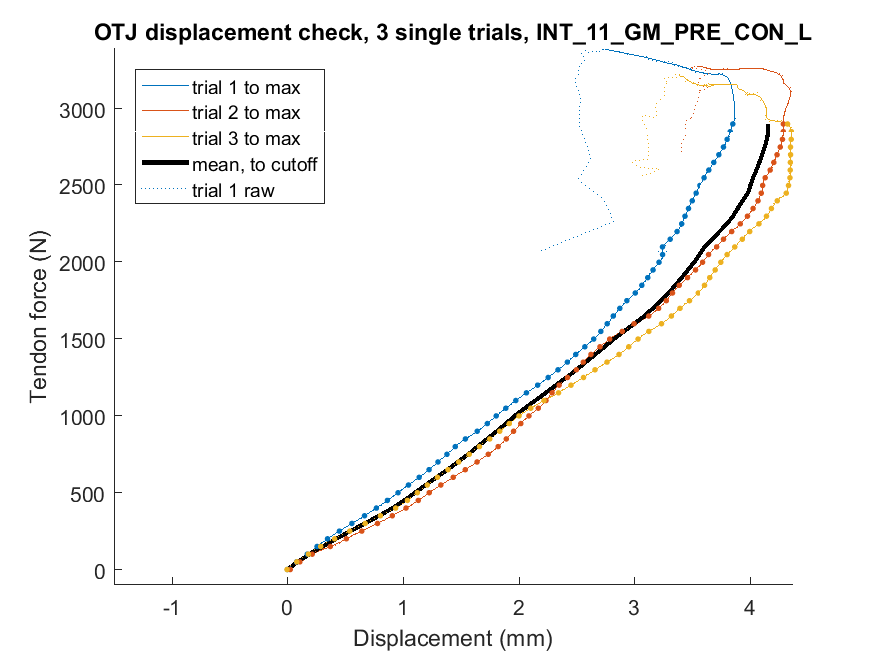 OTJ displacement check, 3 single trials, INT_11_GM_PRE_CON_L
trial 1 to max
trial 2 to max
trial 3 to max
mean, to cutoff
trial 1 raw
3000
2500
2000
1500
1000
500
0
Tendon force (N)
-1 0 1 2 3 4
Displacement (mm)